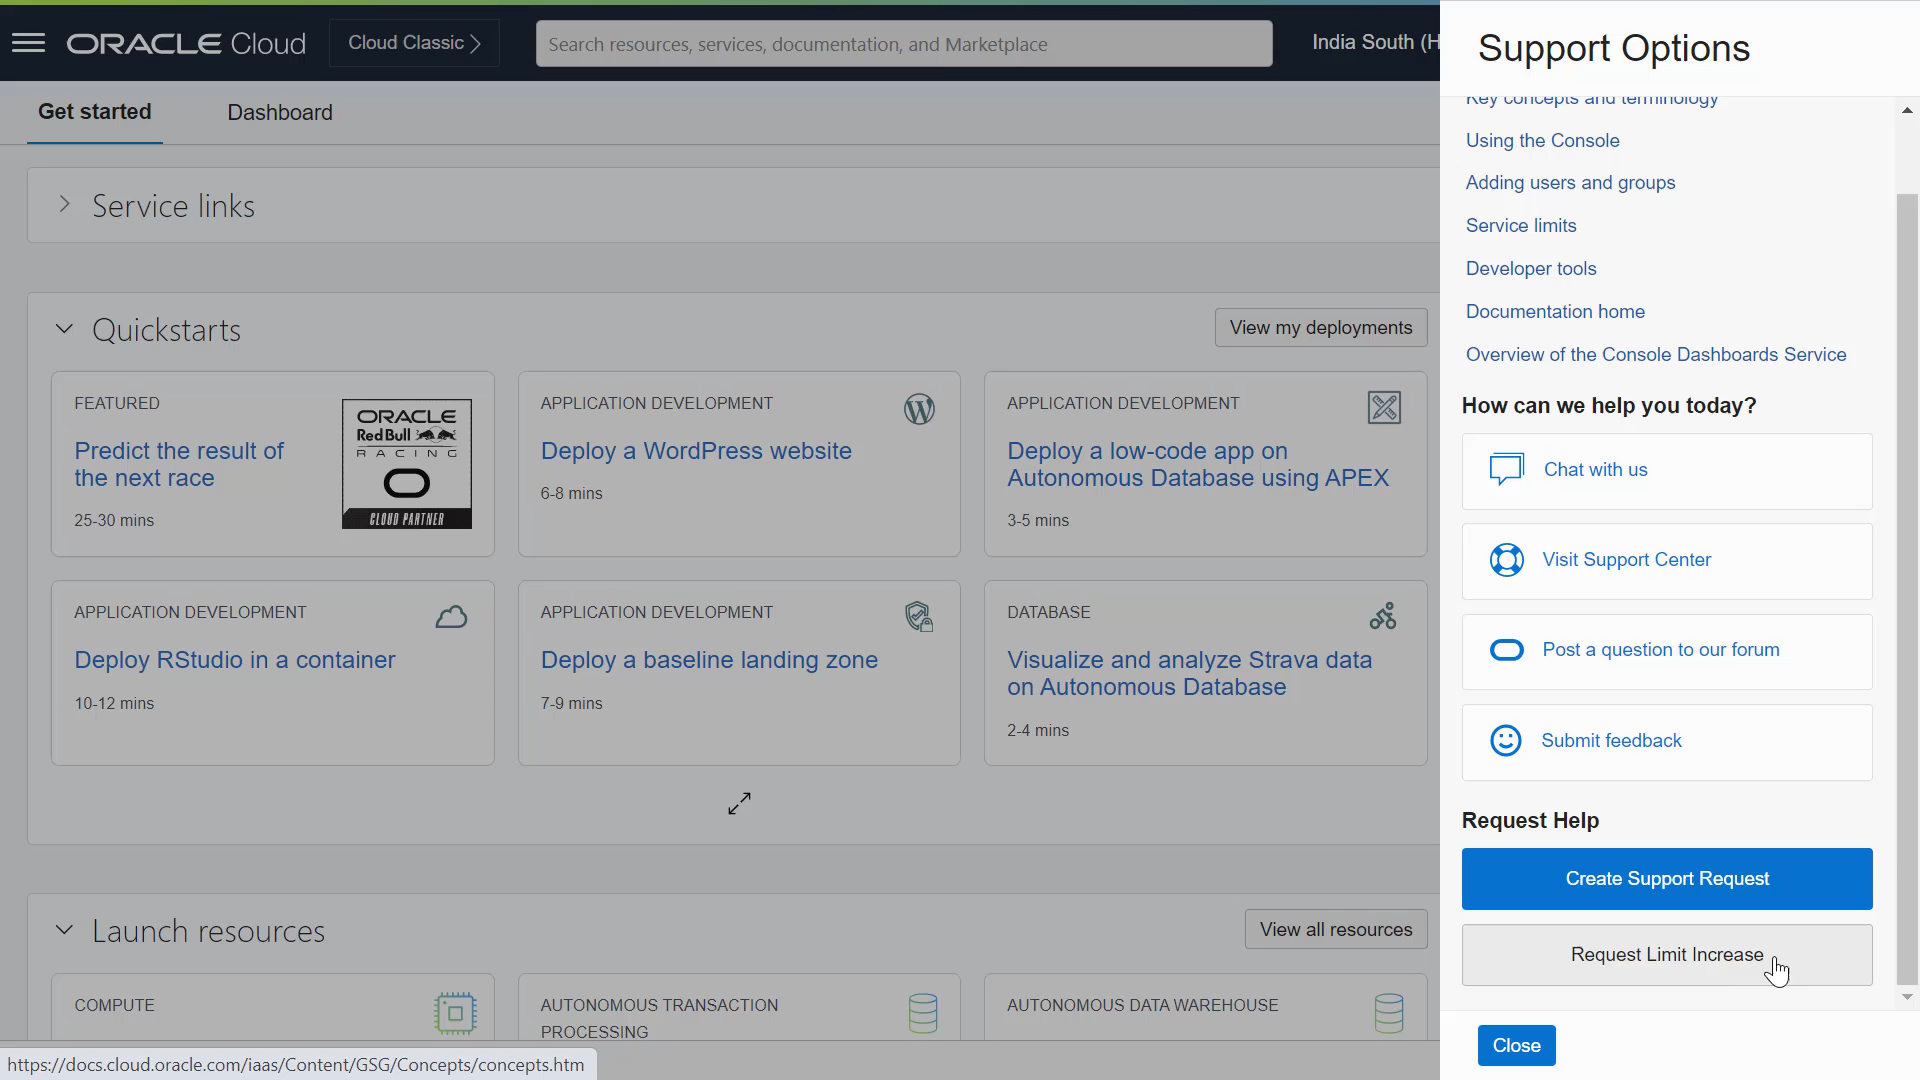 ORACLE Cloud
Cloud Classic
Search resources, services, documentation, and Marketplace
India South (H
Get started
Dashboard
Service links
Quickstarts
View my deployments
FEATURED
Predict the result of
the next race
25-30 mins
ORACLE
Red Bull
RACING
CLOUD PARTNER
APPLICATION DEVELOPMENT
Deploy a WordPress website
6-8 mins
APPLICATION DEVELOPMENT
Deploy a low-code app on
Autonomous Database using APEX
3-5 mins
APPLICATION DEVELOPMENT
Deploy RStudio in a container
10-12 mins
APPLICATION DEVELOPMENT
Deploy a baseline landing zone
7-9 mins
DATABASE
Visualize and analyze Strava data
on Autonomous Database
2-4 mins
Launch resources
View all resources
COMPUTE
AUTONOMOUS TRANSACTION
PROCESSING
AUTONOMOUS DATA WAREHOUSE
https://docs.cloud.oracle.com/iaas/Content/GSG/Concepts/concepts.htm
Support Options
Key concepts and terminology
Using the Console
Adding users and groups
Service limits
Developer tools
Documentation home
Overview of the Console Dashboards Service
How can we help you today?
Chat with us
Visit Support Center
Post a question to our forum
Submit feedback
Request Help
Create Support Request
Request Limit Increase
Close